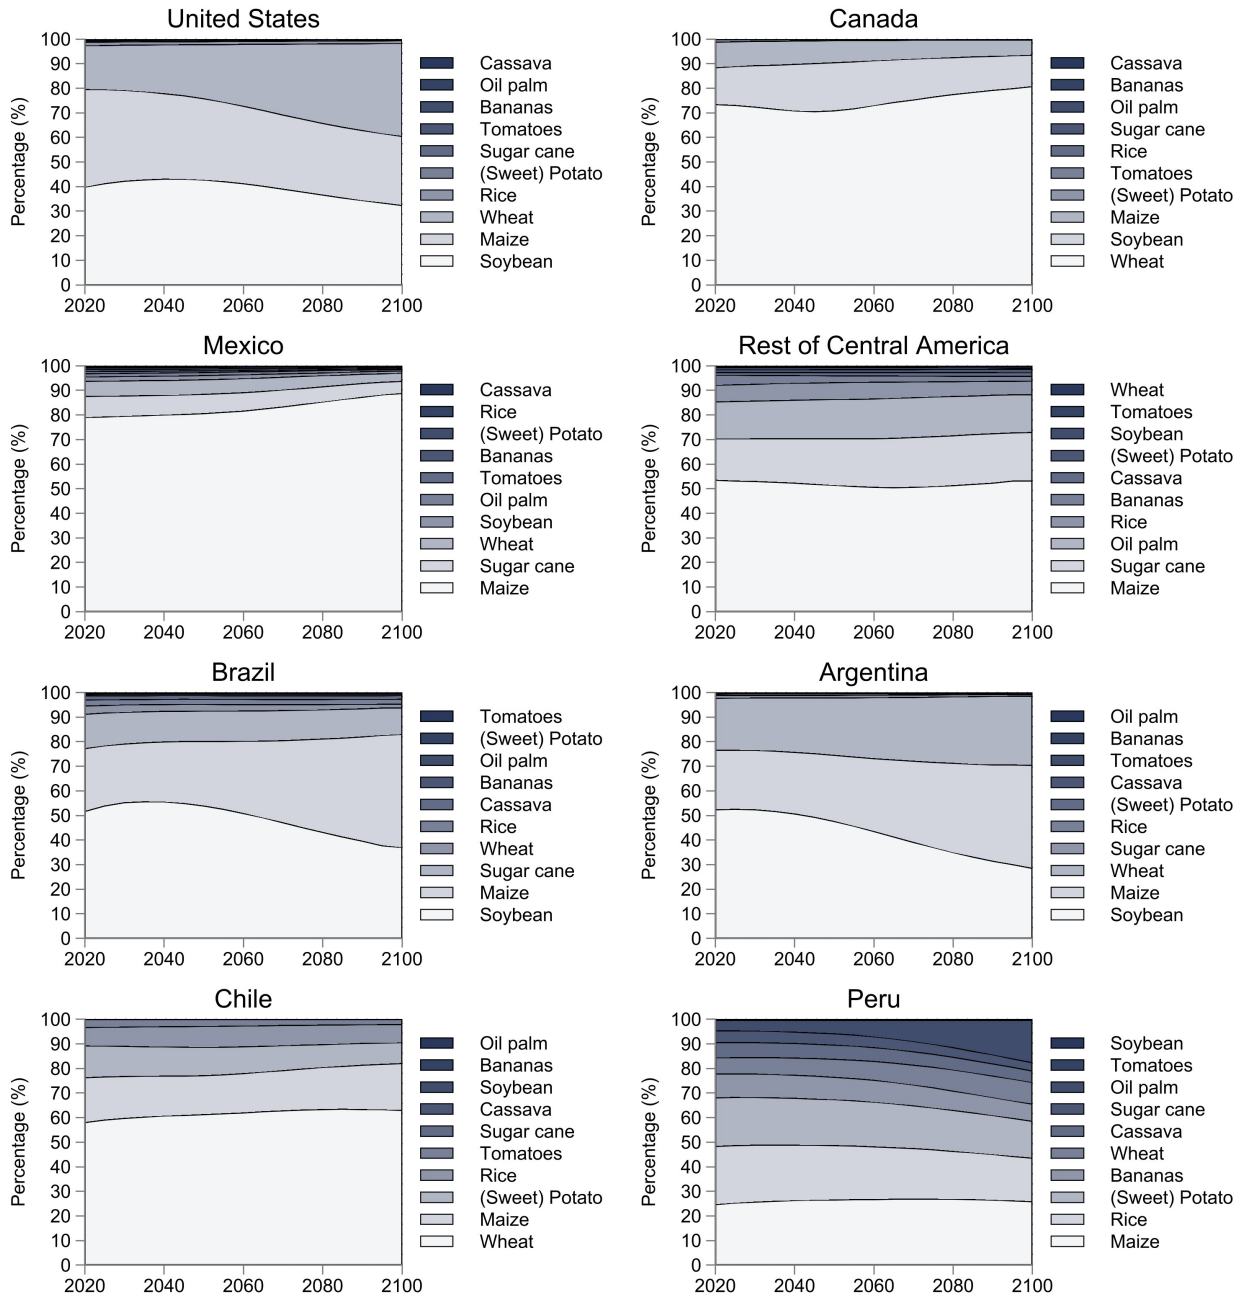 United States
Percentage (%)
100
90
80
70
60
50
40
30
20
10
0
2020 2040 2060 2080 2100
Cassava
Oil palm
Bananas
Tomatoes
Sugar cane
(Sweet) Potato
Rice
Wheat
Maize
Soybean
Canada
Percentage (%)
100
90
80
70
60
50
40
30
20
10
0
2020 2040 2060 2080 2100
Cassava
Bananas
Oil palm
Sugar cane
Rice
Tomatoes
(Sweet) Potato
Maize
Soybean
Wheat
Mexico
Percentage (%)
100
90
80
70
60
50
40
30
20
10
0
2020 2040 2060 2080 2100
Cassava
Rice
(Sweet) Potato
Bananas
Tomatoes
Oil palm
Soybean
Wheat
Sugar cane
Maize
Rest of Central America
Percentage (%)
100
90
80
70
60
50
40
30
20
10
0
2020 2040 2060 2080 2100
Wheat
Tomatoes
Soybean
(Sweet) Potato
Cassava
Bananas
Rice
Oil palm
Sugar cane
Maize
Brazil
Percentage (%)
100
90
80
70
60
50
40
30
20
10
0
2020 2040 2060 2080 2100
Tomatoes
(Sweet) Potato
Oil palm
Bananas
Cassava
Rice
Wheat
Sugar cane
Maize
Soybean
Argentina
Percentage (%)
100
90
80
70
60
50
40
30
20
10
0
2020 2040 2060 2080 2100
Oil palm
Bananas
Tomatoes
Cassava
(Sweet) Potato
Rice
Sugar cane
Wheat
Maize
Soybean
Chile
Percentage (%)
100
90
80
70
60
50
40
30
20
10
0
2020 2040 2060 2080 2100
Oil palm
Bananas
Soybean
Cassava
Sugar cane
Tomatoes
Rice
(Sweet) Potato
Maize
Wheat
Peru
Percentage (%)
100
90
80
70
60
50
40
30
20
10
0
2020 2040 2060 2080 2100
Soybean
Tomatoes
Oil palm
Sugar cane
Cassava
Wheat
Bananas
(Sweet) Potato
Rice
Maize